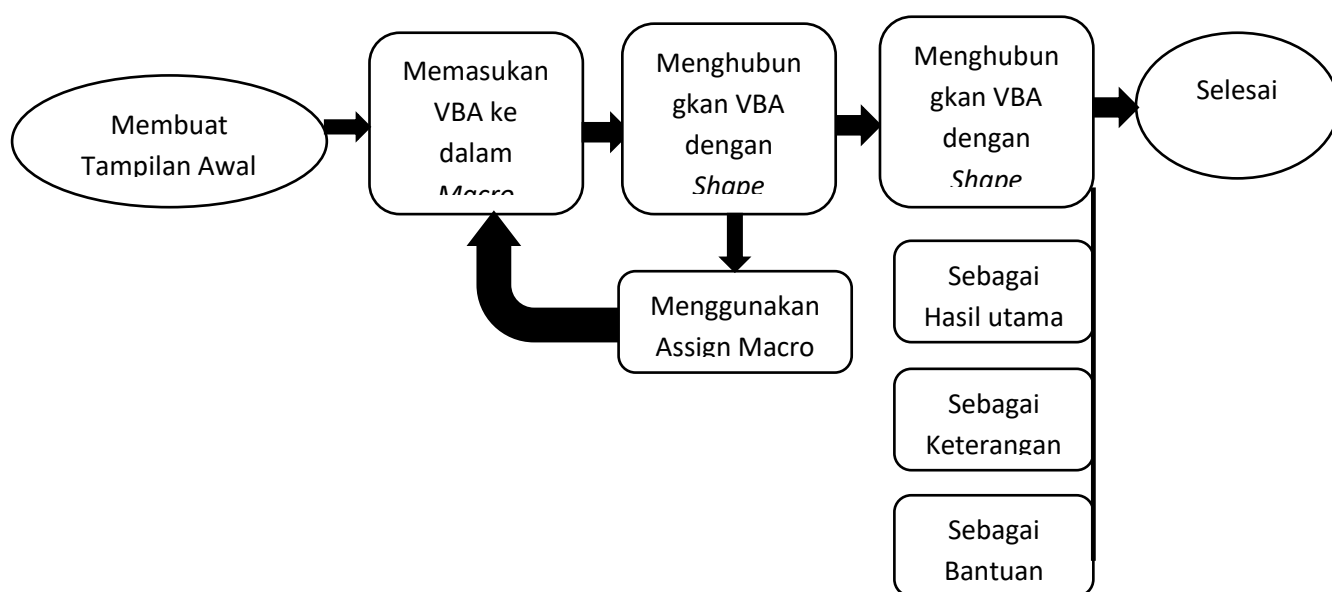 Membuat
Tampilan Awal
Memasukan
VBA ke
dalam
Macro
Menghubun
gkan VBA
dengan
Shape
Menghubun
gkan VBA
dengan
Shape
Selesai
Menggunakan
Assign Macro
Sebagai
Hasil utama
Sebagai
Keterangan
Sebagai
Bantuan